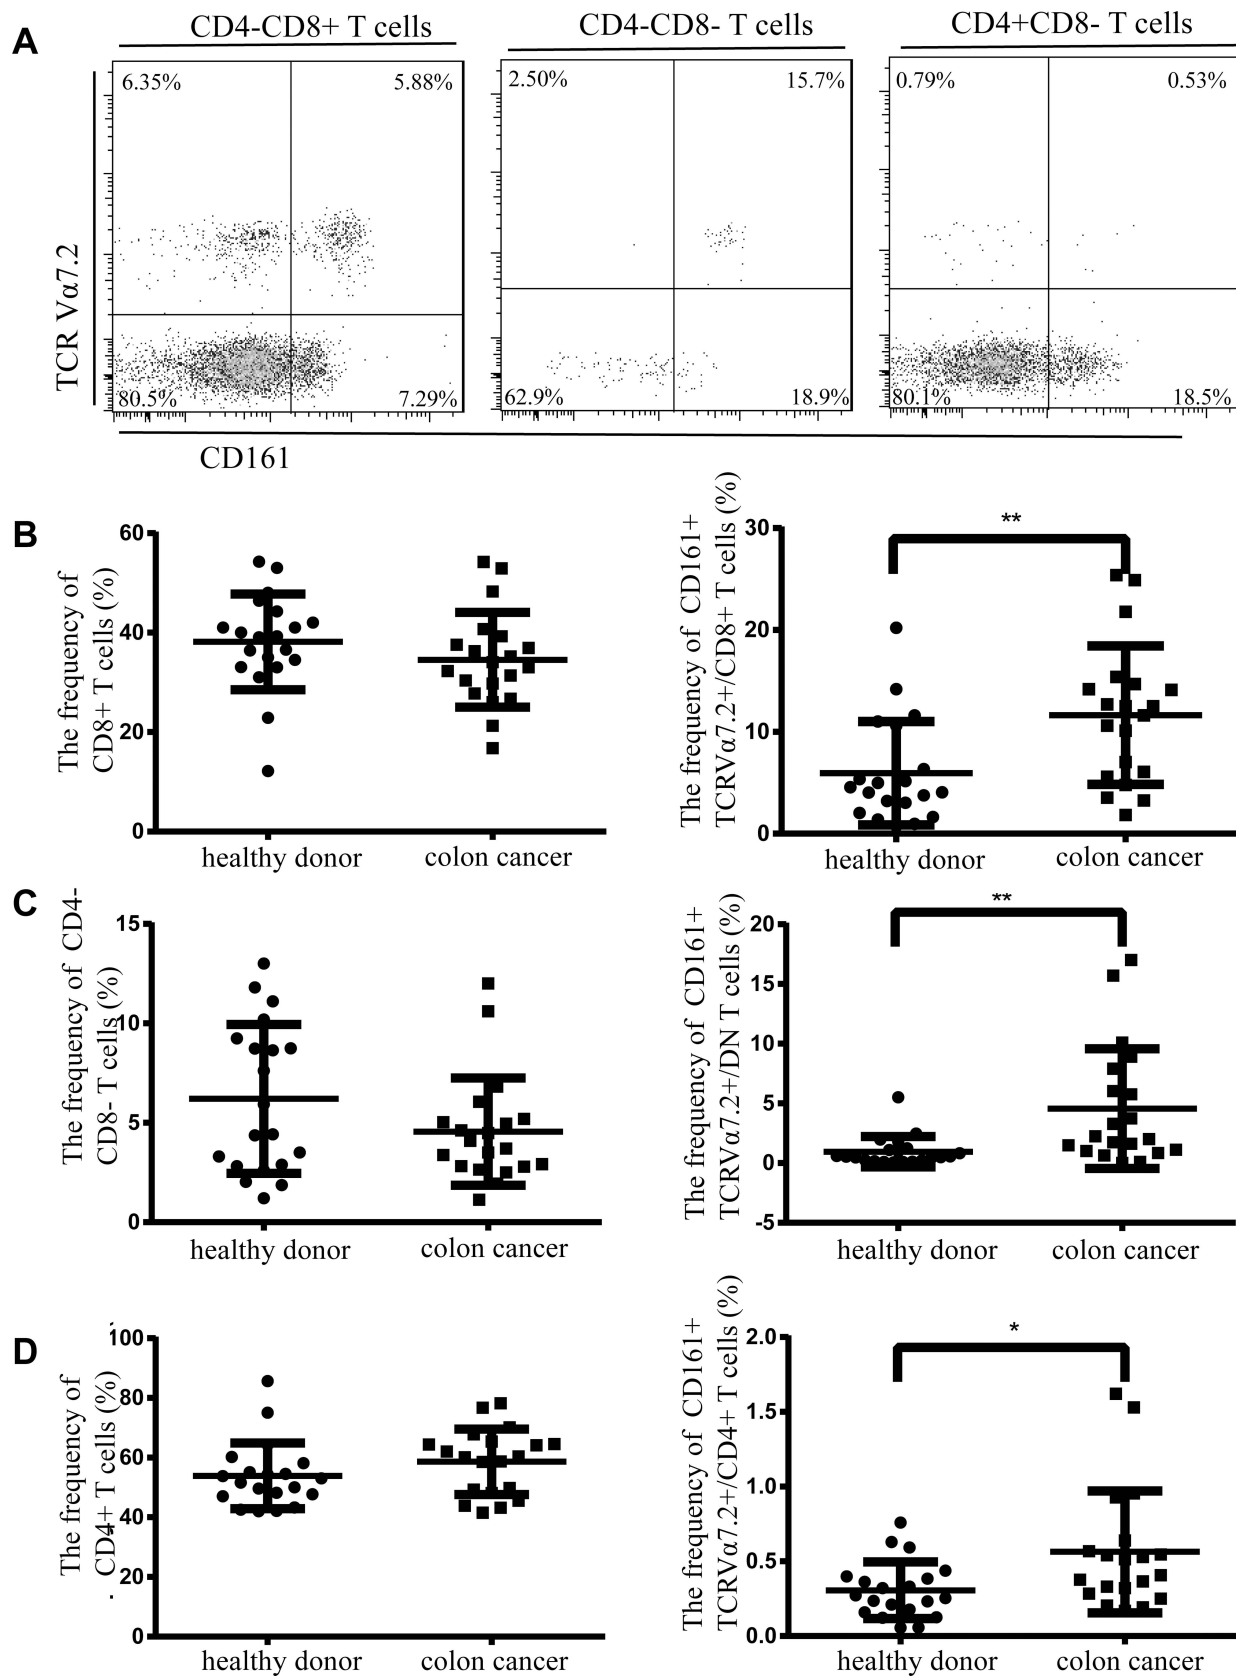 A
CD4-CD8+ T cells
CD4-CD8- T cells
CD4+CD8- T cells
6.35%
5.88%
2.50%
15.7%
0.79%
0.53%
TCR Vα7.2
80.5%
7.29%
62.9%
18.9%
80.1%
18.5%
CD161
B
The frequency of
CD8+ T cells (%)
60
40
20
0
healthy donor
colon cancer
The frequency of CD161+
TCRVα7.2+/CD8+ T cells (%)
30
20
10
0
**
healthy donor
colon cancer
C
The frequency of CD4-
CD8- T cells (%)
15
10
5
0
healthy donor
colon cancer
The frequency of CD161+
TCRVα7.2+/DN T cells (%)
20
15
10
5
0
-5
**
healthy donor
colon cancer
D
The frequency of
CD4+ T cells (%)
100
80
60
40
20
0
healthy donor
colon cancer
The frequency of CD161+
TCRVα7.2+/CD4+ T cells (%)
2.0
1.5
1.0
0.5
0.0
*
healthy donor
colon cancer